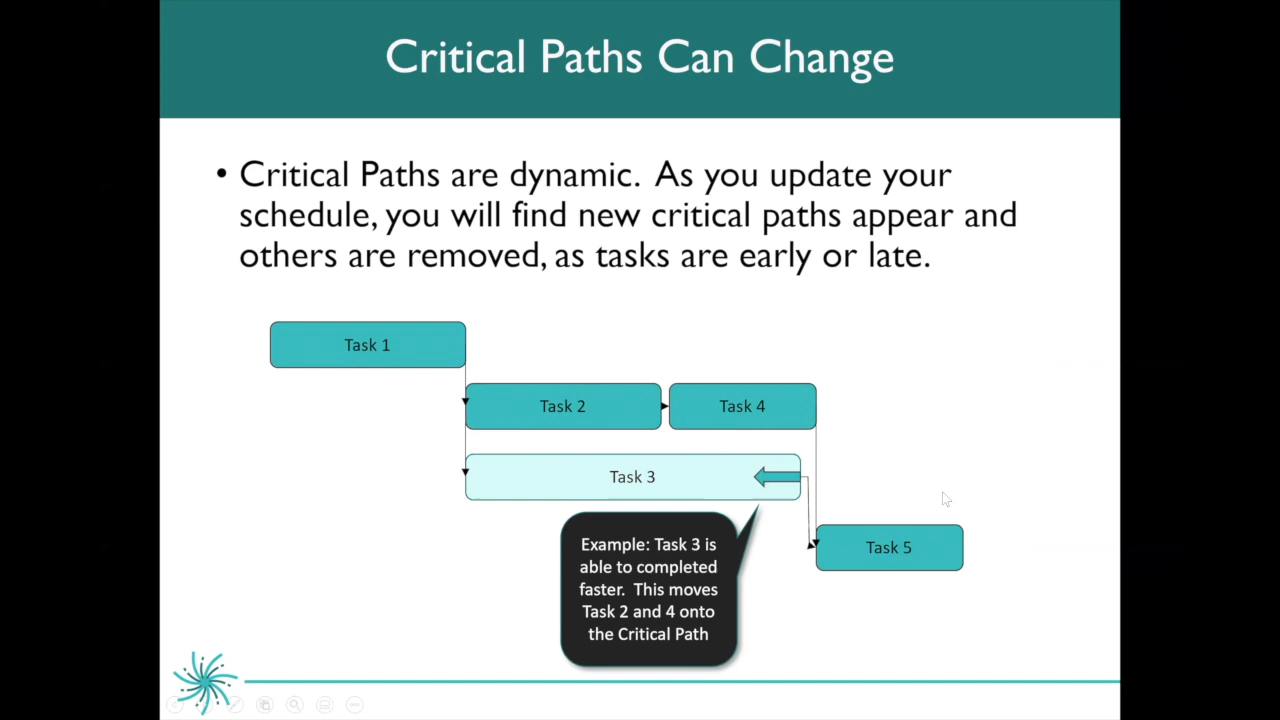 Critical Paths Can Change
• Critical Paths are dynamic.  As you update your
schedule, you will find new critical paths appear and
others are removed, as tasks are early or late.
Task 1
Task 2
Task 4
Task 3
Task 5
Example: Task 3 is
able to completed
faster.  This moves
Task 2 and 4 onto
the Critical Path